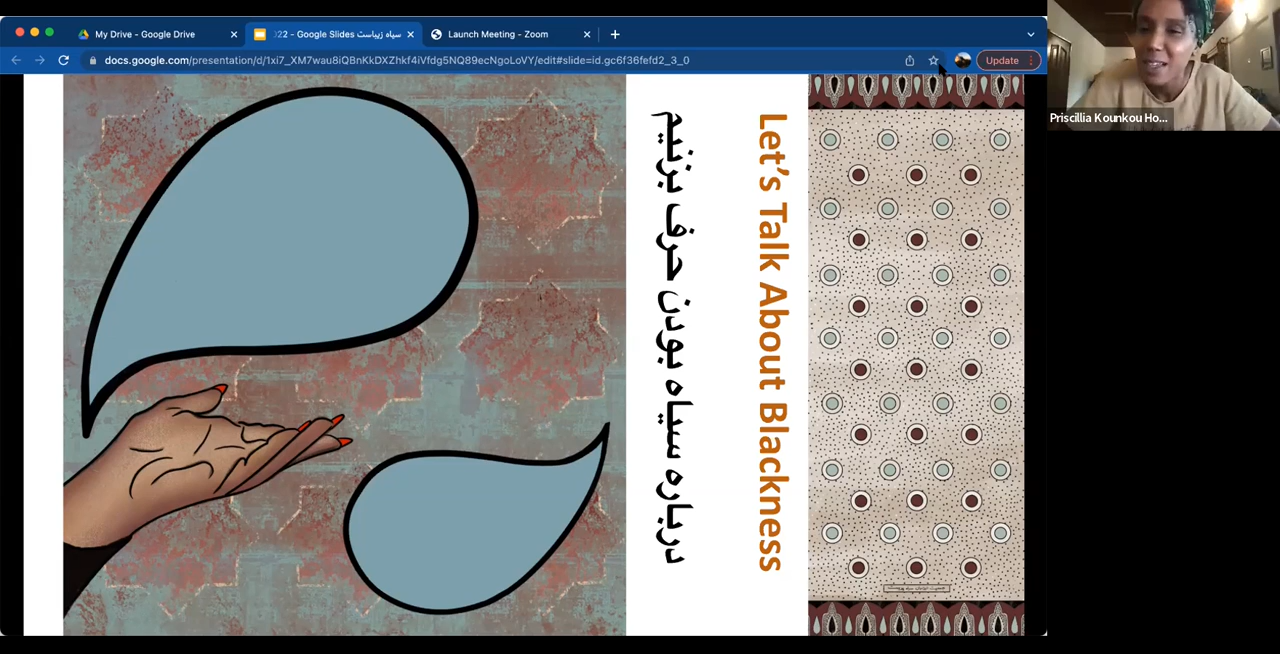 My Drive - Google Drive
سیاه زیباست 022 - Google Slides
Launch Meeting - Zoom
docs.google.com/presentation/d/1xi7_XM7wau8iQBnKkDXZhkf4iVfdg5NQ89ecNgoLoVY/edit#slide=id.gc6f36fefd2_3_0
Update
Priscillia Kounkou Ho...
Let's Talk About Blackness
درباره سیاه بودن حرف بزنیم